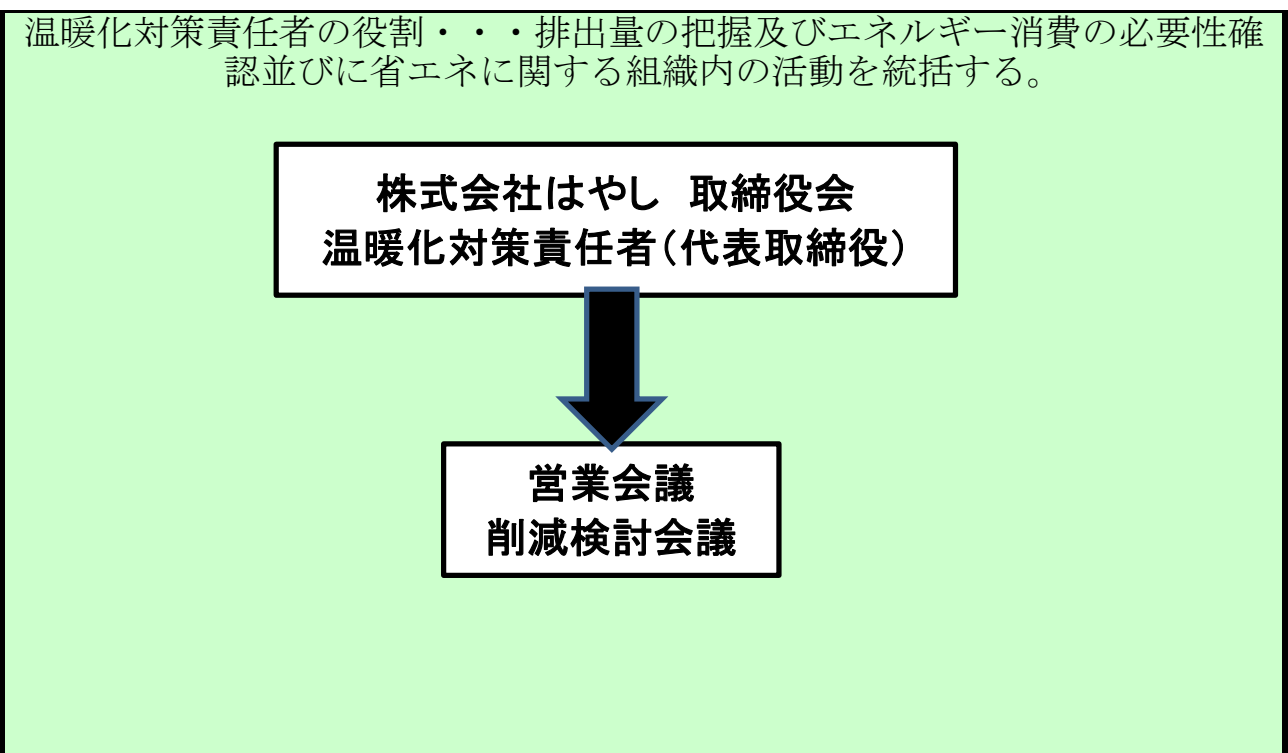 温暖化対策責任者の役割・・・排出量の把握及びエネルギー消費の必要性確
認並びに省エネに関する組織内の活動を統括する。
株式会社はやし　取締役会
温暖化対策責任者（代表取締役）
営業会議
削減検討会議